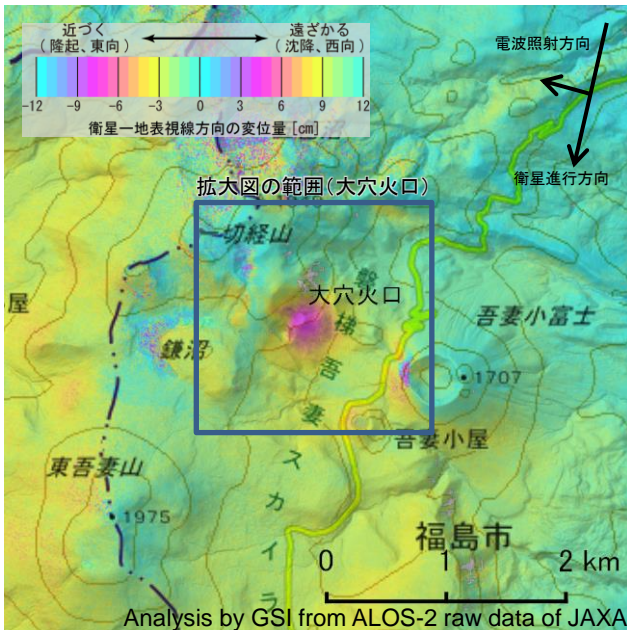 近づく
(隆起、東向)
遠ざかる
(沈降、西向)
-12 -9 -6 -3 0 3 6 9 12
衛星―地表視線方向の変位量 [cm]
電波照射方向
衛星進行方向
沼
拡大図の範囲(大穴火口)
一切経山
大穴火口
磐梯吾妻スカイラ
屋
鎌沼
吾妻小富士
1707
吾妻小屋
東吾妻山
1975
福島市
0 1 2 km
Analysis by GSI from ALOS-2 raw data of JAXA